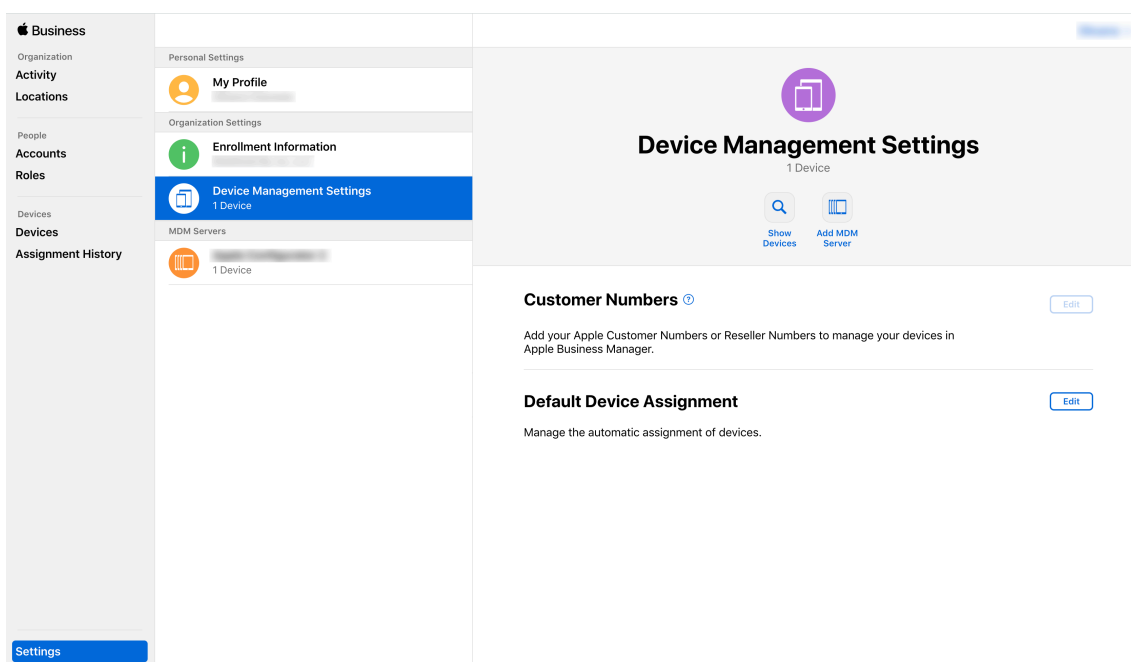 Business
Organization
Activity
Locations
People
Accounts
Roles
Devices
Devices
Assignment History
Settings
Personal Settings
My Profile
Organization Settings
Enrollment Information
Device Management Settings
1 Device
MDM Servers
1 Device
Device Management Settings
1 Device
Show
Devices
Add MDM
Server
Customer Numbers ?
Edit
Add your Apple Customer Numbers or Reseller Numbers to manage your devices in
Apple Business Manager.
Default Device Assignment
Edit
Manage the automatic assignment of devices.